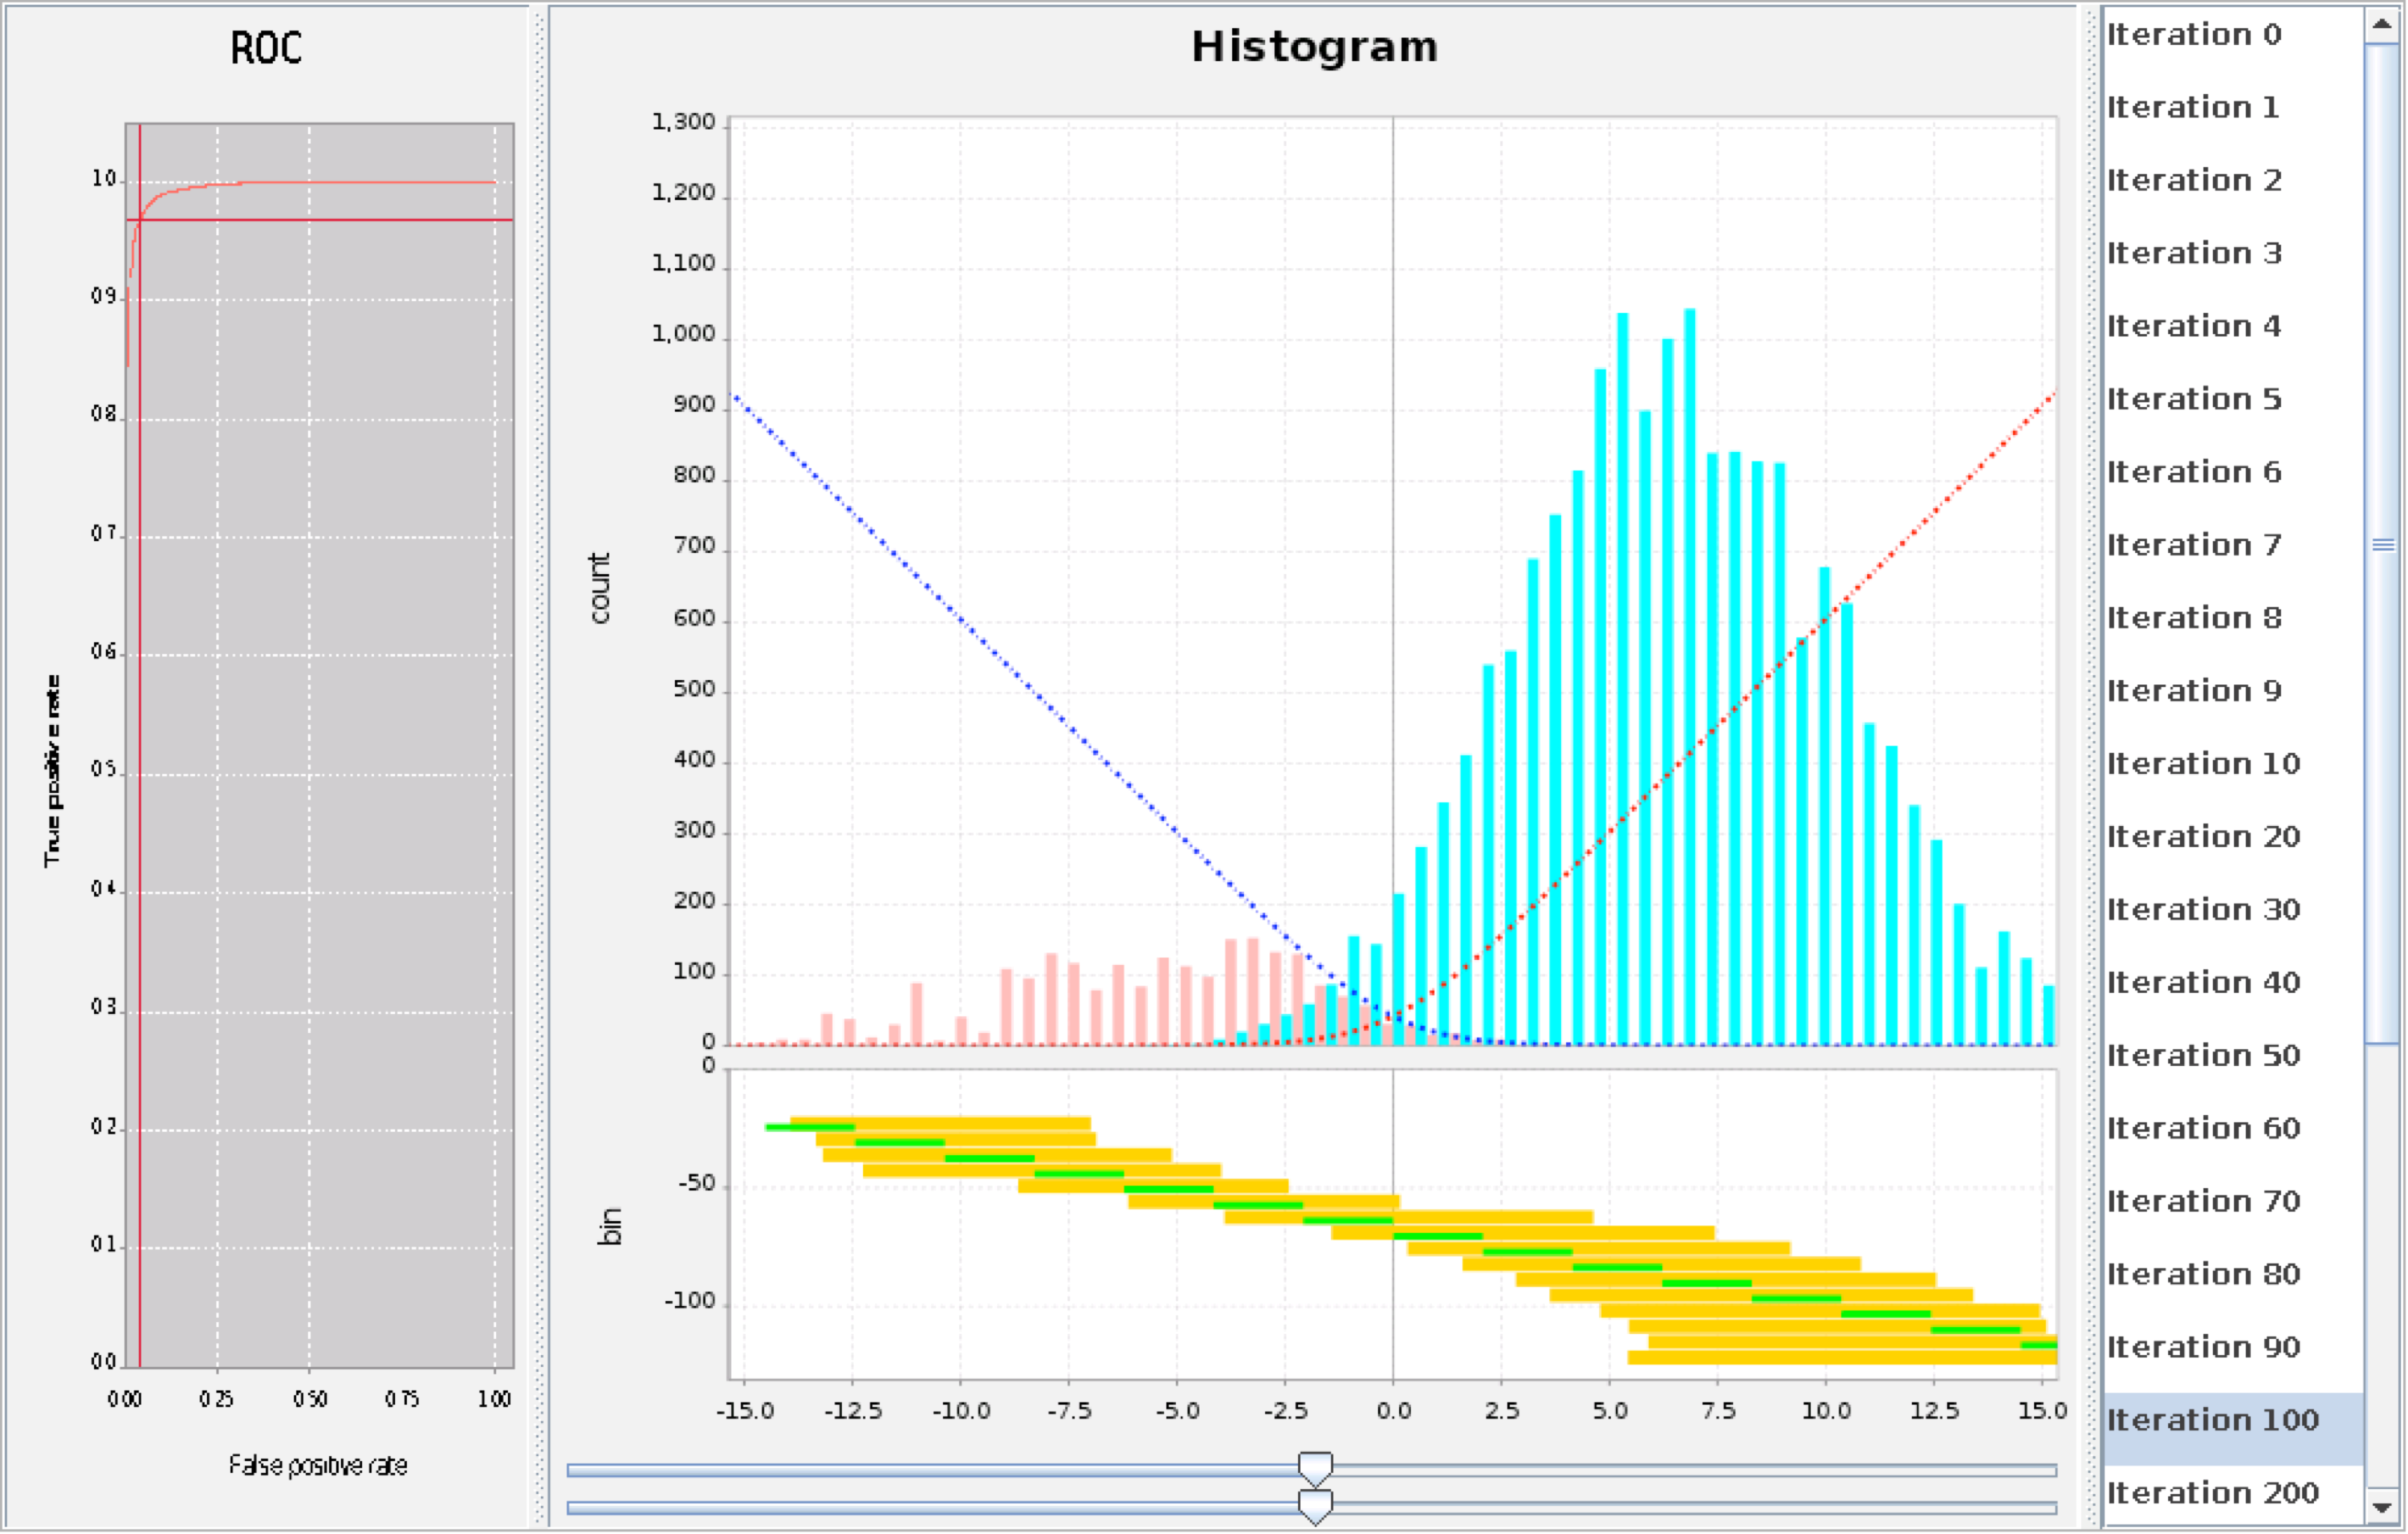 ROC
1 0
0 9
0 8
0 7
0 6
0 5
0 4
0 3
0 2
0 1
0 0
True positive rate
0 00 0 25 0 50 0 75 1 00
False positive rate
Histogram
1,300
1,200
1,100
1,000
900
800
700
600
500
400
300
200
100
0
count
0
-50
-100
bin
-15.0 -12.5 -10.0 -7.5 -5.0 -2.5 0.0 2.5 5.0 7.5 10.0 12.5 15.0
Iteration 0
Iteration 1
Iteration 2
Iteration 3
Iteration 4
Iteration 5
Iteration 6
Iteration 7
Iteration 8
Iteration 9
Iteration 10
Iteration 20
Iteration 30
Iteration 40
Iteration 50
Iteration 60
Iteration 70
Iteration 80
Iteration 90
Iteration 100
Iteration 200